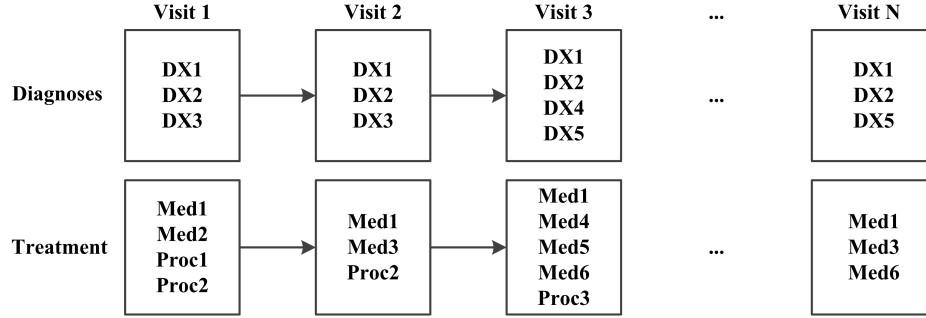 Visit 1 Visit 2 Visit 3 ... Visit N
Diagnoses
DX1
DX2
DX3
DX1
DX2
DX3
DX1
DX2
DX4
DX5
...
DX1
DX2
DX5
Treatment
Med1
Med2
Proc1
Proc2
Med1
Med3
Proc2
Med1
Med4
Med5
Med6
Proc3
...
Med1
Med3
Med6